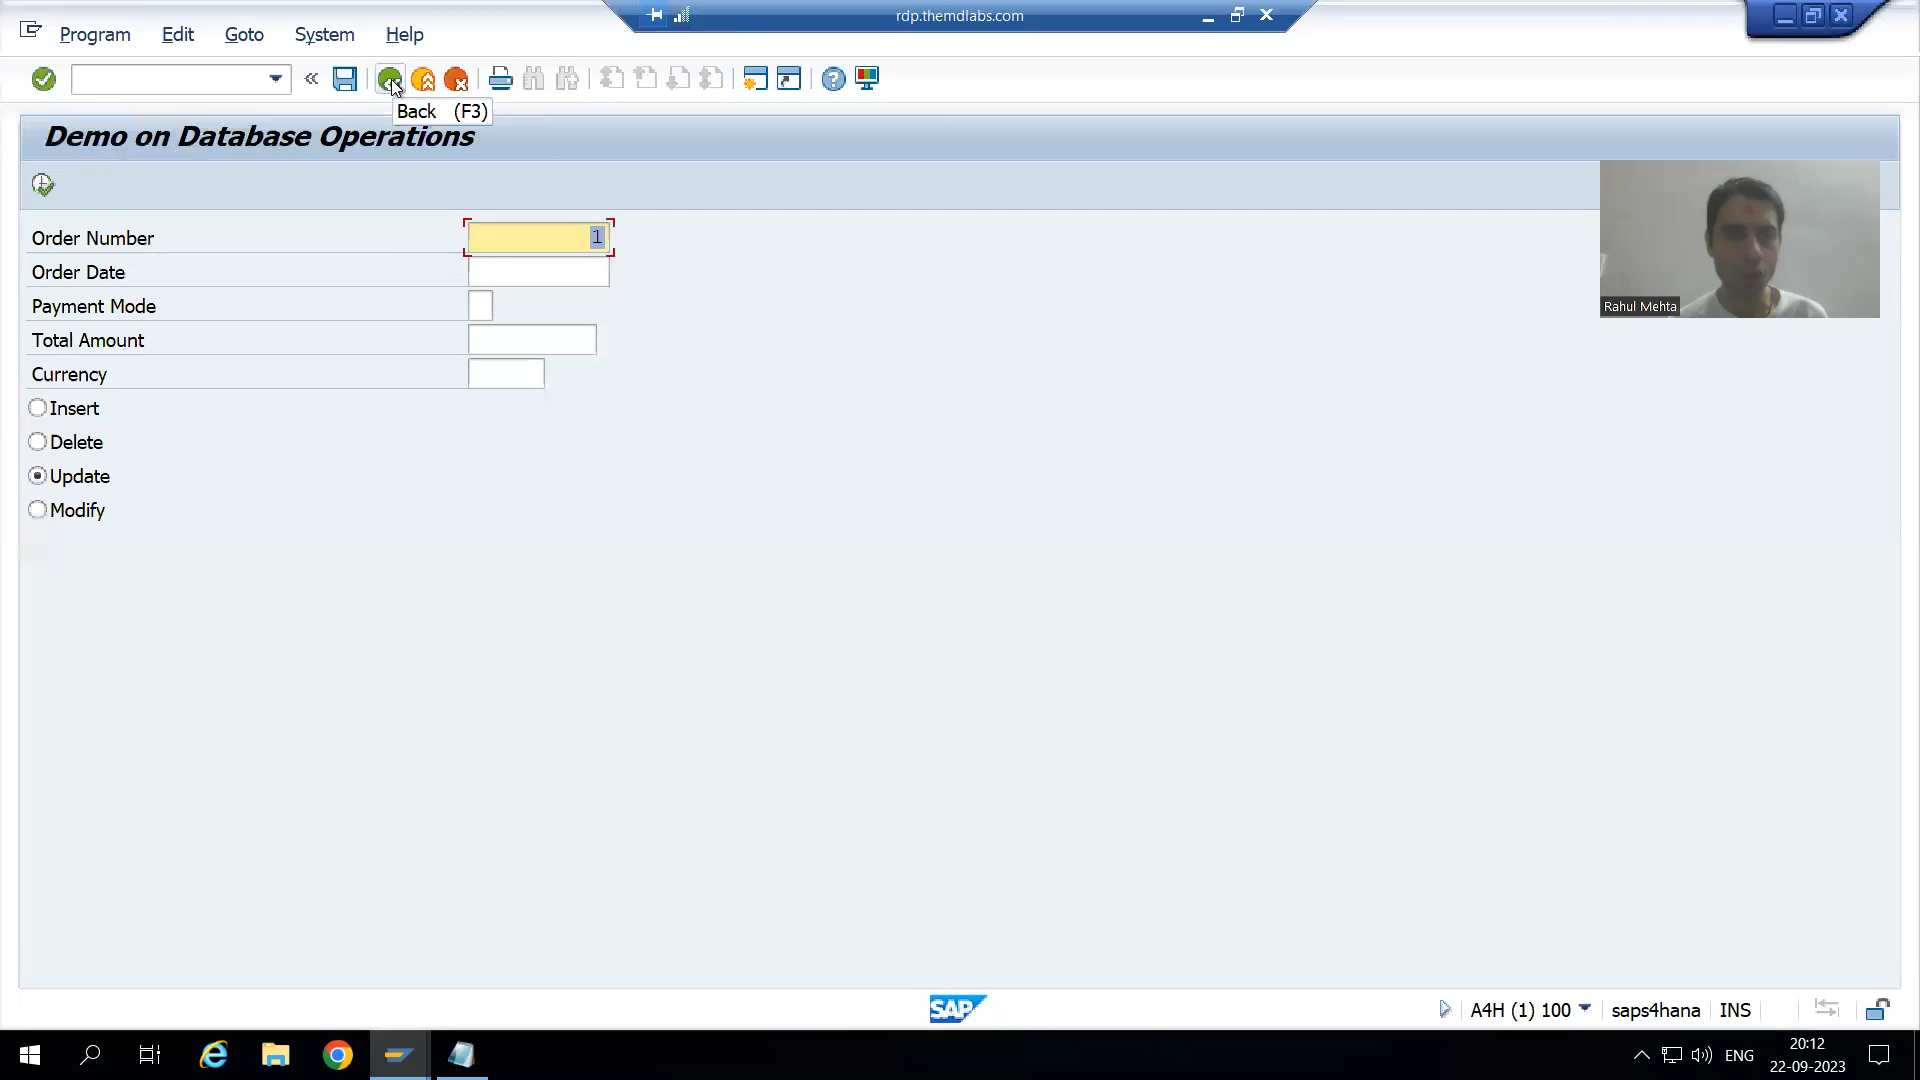 rdp.themdlabs.com
Program Edit Goto System Help
Back (F3)
Demo on Database Operations
Order Number 1
Order Date
Payment Mode
Total Amount
Currency
Insert
Delete
Update
Modify
Rahul Mehta
SAP
A4H (1) 100 saps4hana INS
ENG
20:12
22-09-2023